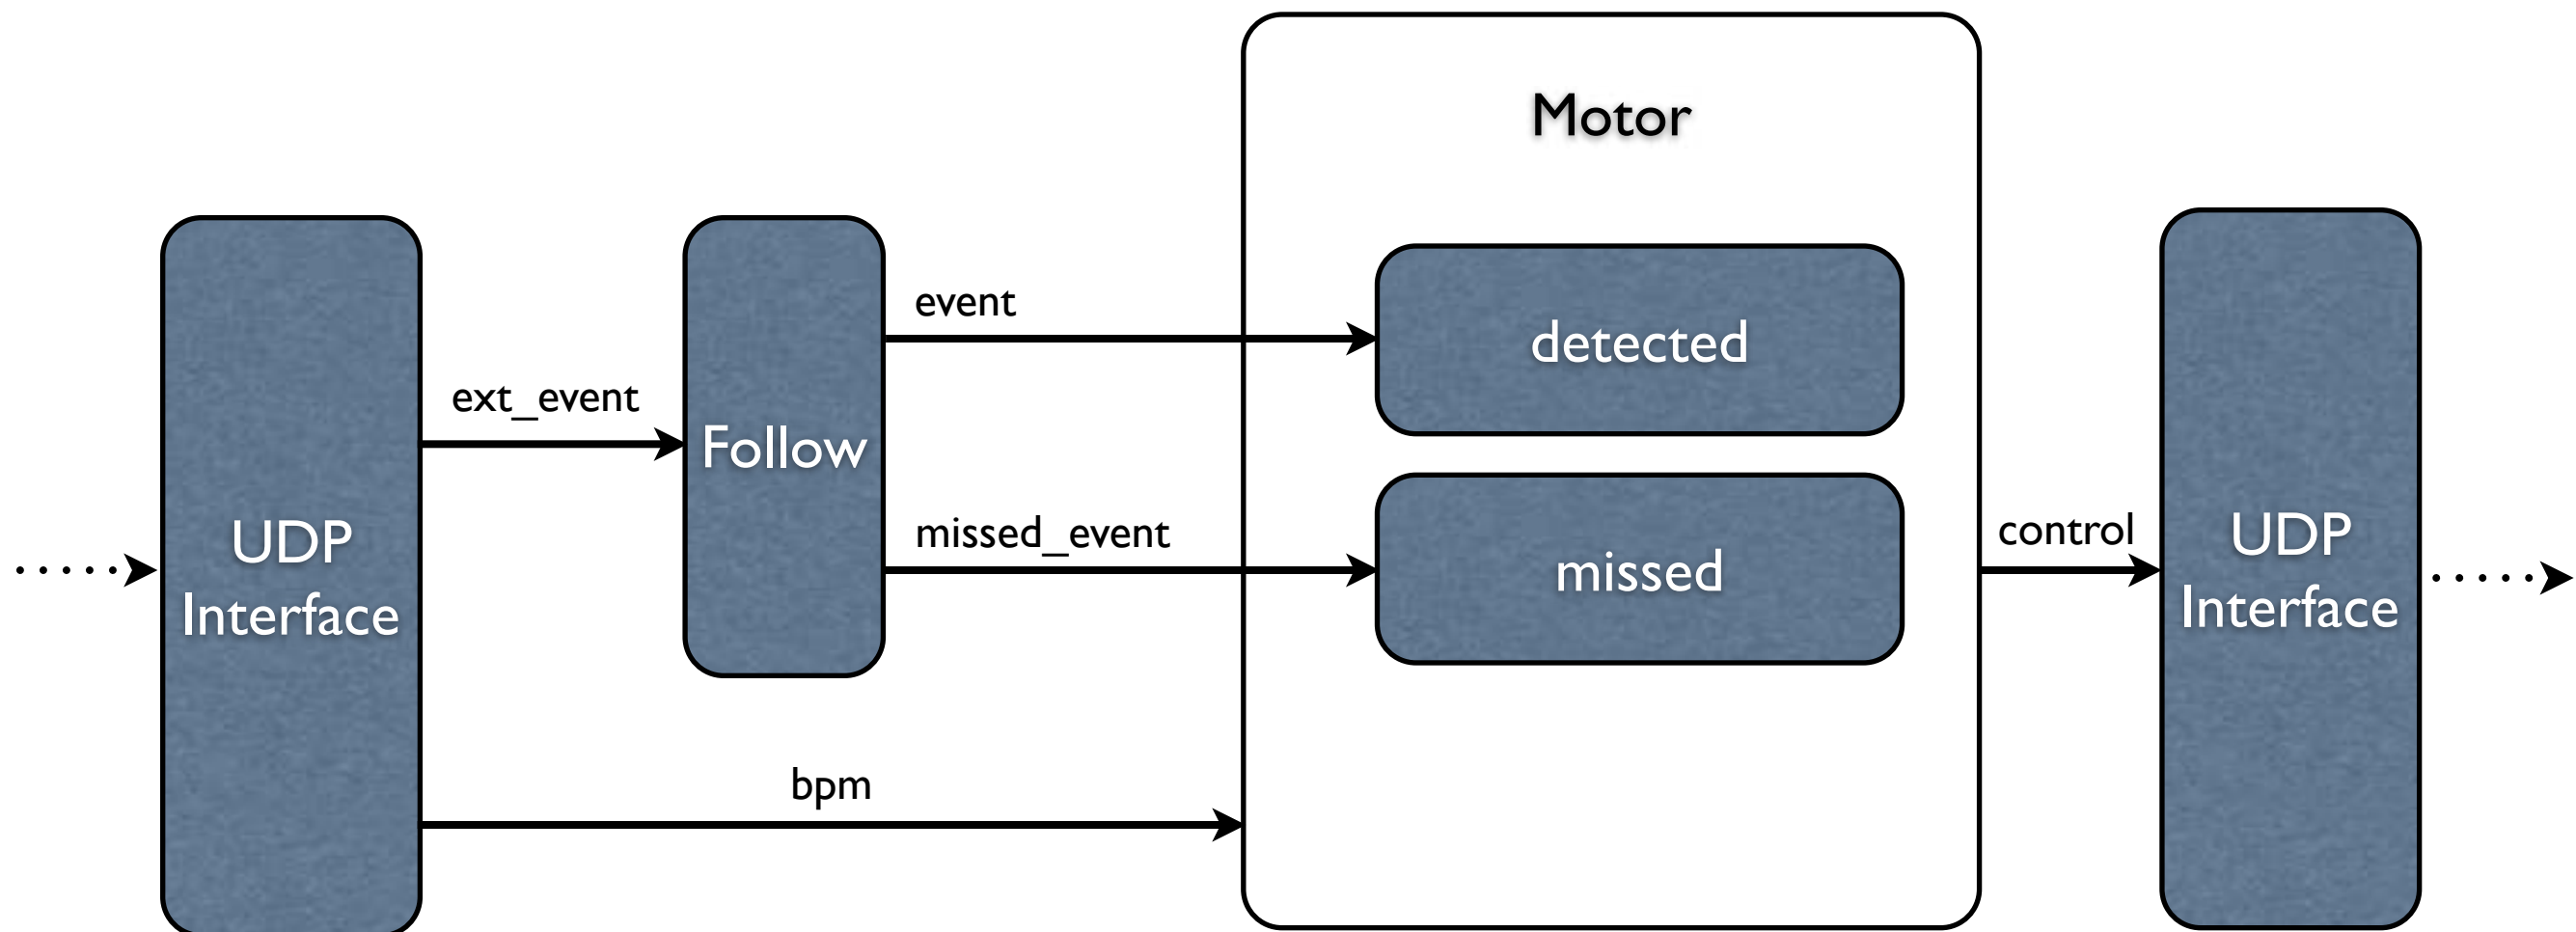 Motor
event
detected
ext_event
Follow
missed_event
missed
control
UDP
Interface
UDP
Interface
bpm